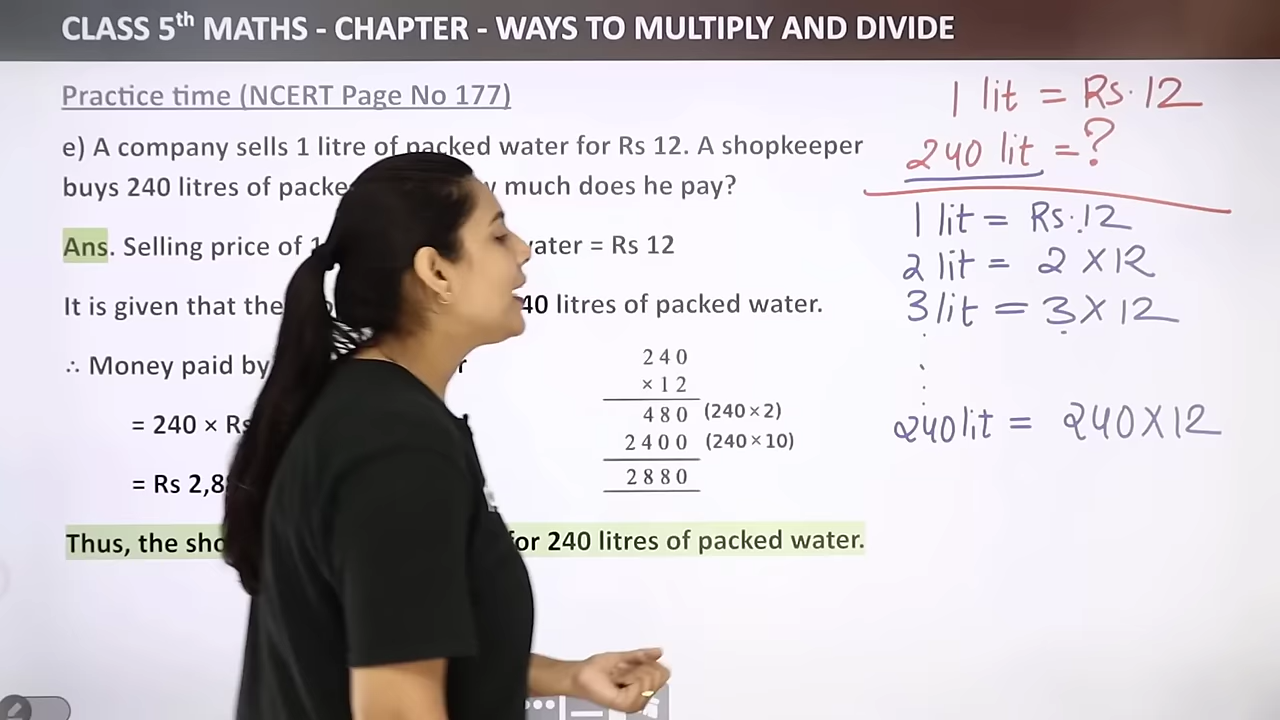 CLASS 5th MATHS - CHAPTER - WAYS TO MULTIPLY AND DIVIDE
Practice time (NCERT Page No 177)
e) A company sells 1 litre of packed water for Rs 12. A shopkeeper
buys 240 litres of packe much does he pay?
Ans. Selling price of 1 water = Rs 12
It is given that the 40 litres of packed water.
∴ Money paid by
= 240 × Rs
= Rs 2,8
240
×12
480 (240×2)
2400 (240×10)
2880
Thus, the sho or 240 litres of packed water.
1 lit = Rs. 12
240 lit = ?
1 lit = Rs. 12
2 lit = 2 X 12
3 lit = 3 X 12
240 lit = 240 X 12